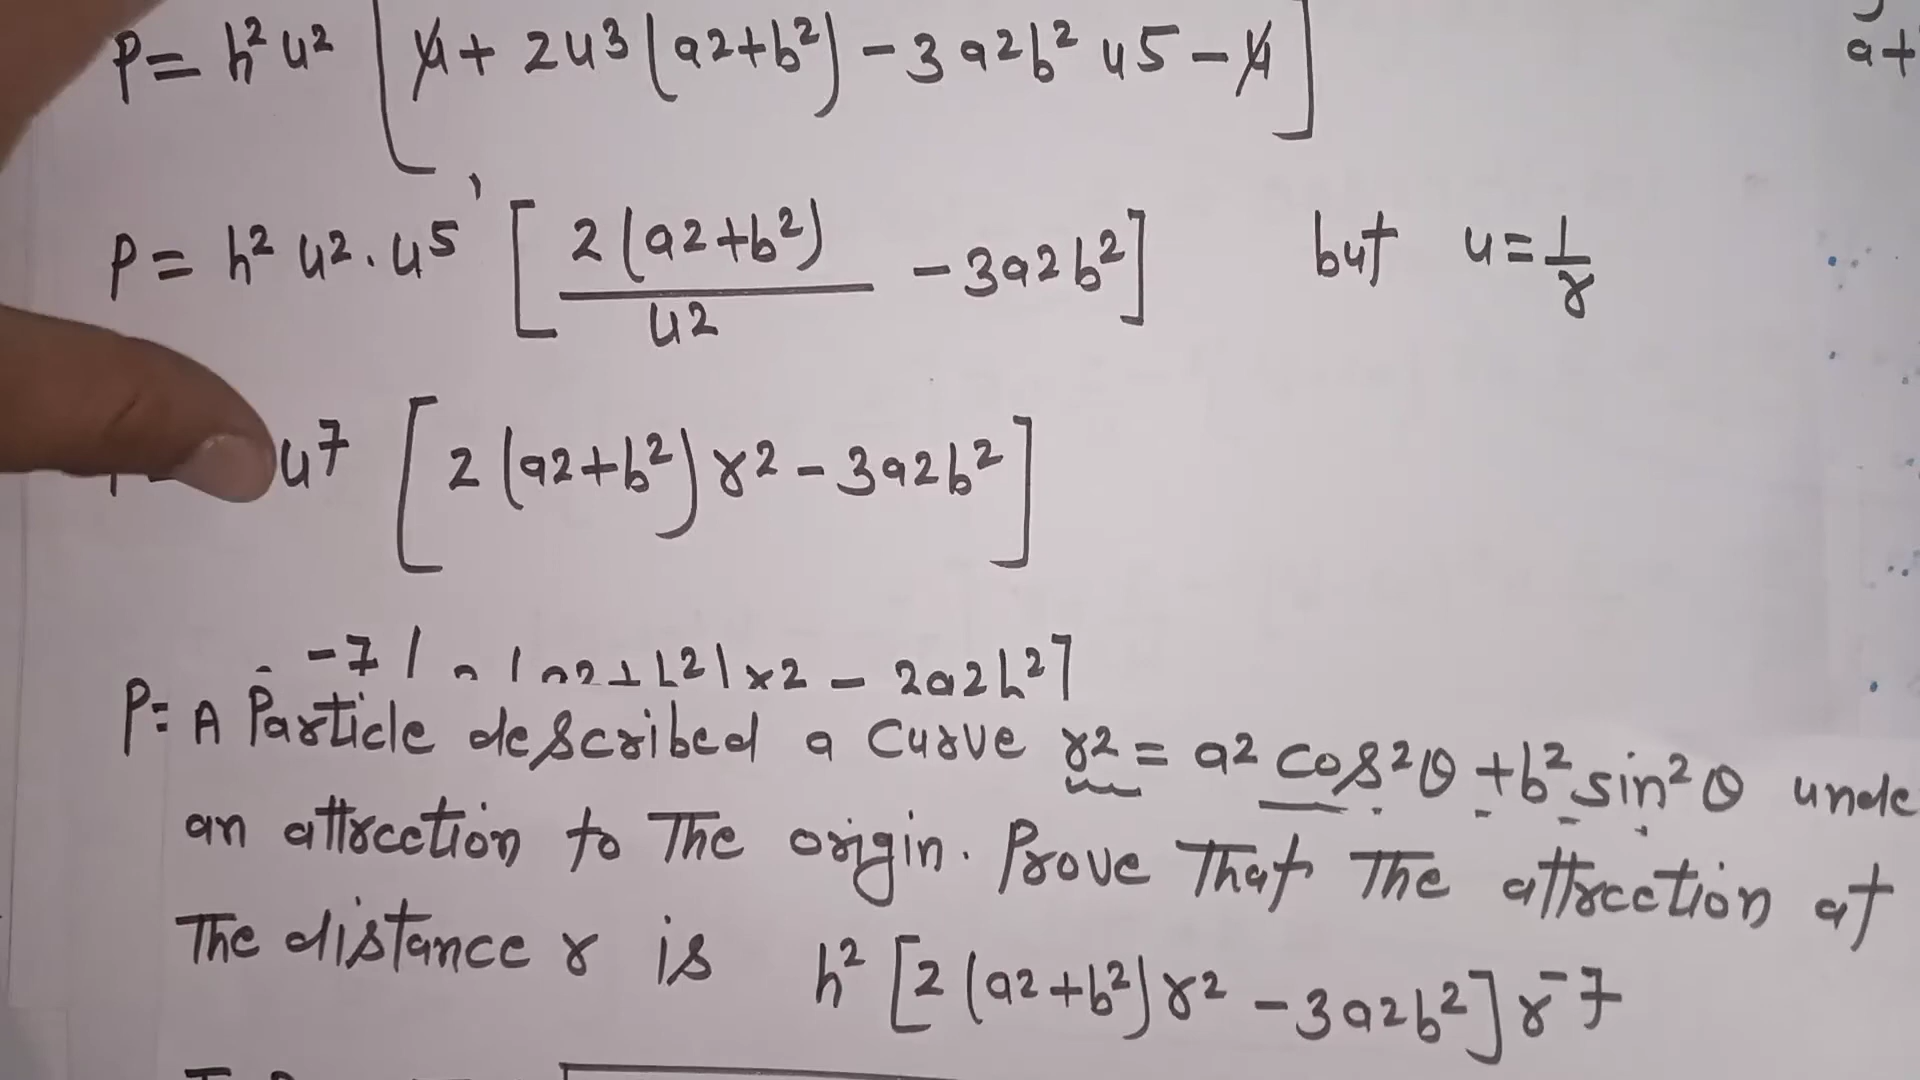 P= h² u² [u + 2u3 (a2+b²) - 3a2b² u5 - u]
a+
P = h² u². u5 [2(a2+b²)/u2 - 3a2b²] but u = 1/r
u7 [2 (a2+b²) r2 - 3a2b²]
P= A Particle described a curve r2 = a2 cos²θ + b² sin²θ unde
an attrection to The origin. Prove That The attrection at
The distance r is h² [2 (a2+b²) r2 - 3a2b²] r-7